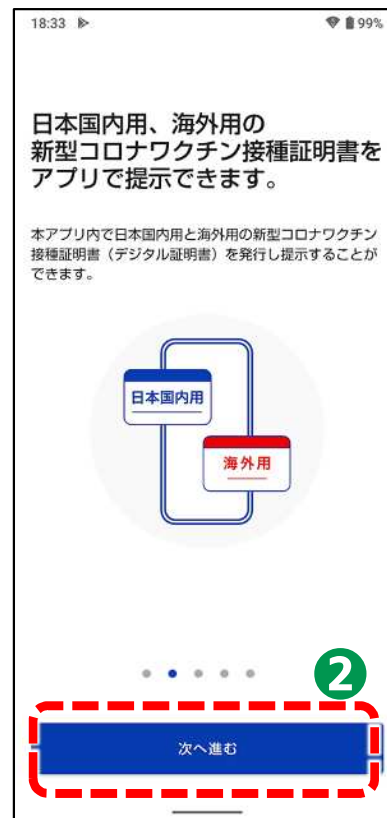 18:33
99%
日本国内用、海外用の
新型コロナワクチン接種証明書を
アプリで提示できます。
本アプリ内で日本国内用と海外用の新型コロナワクチン
接種証明書（デジタル証明書）を発行し提示することが
できます。
日本国内用
海外用
2
次へ進む